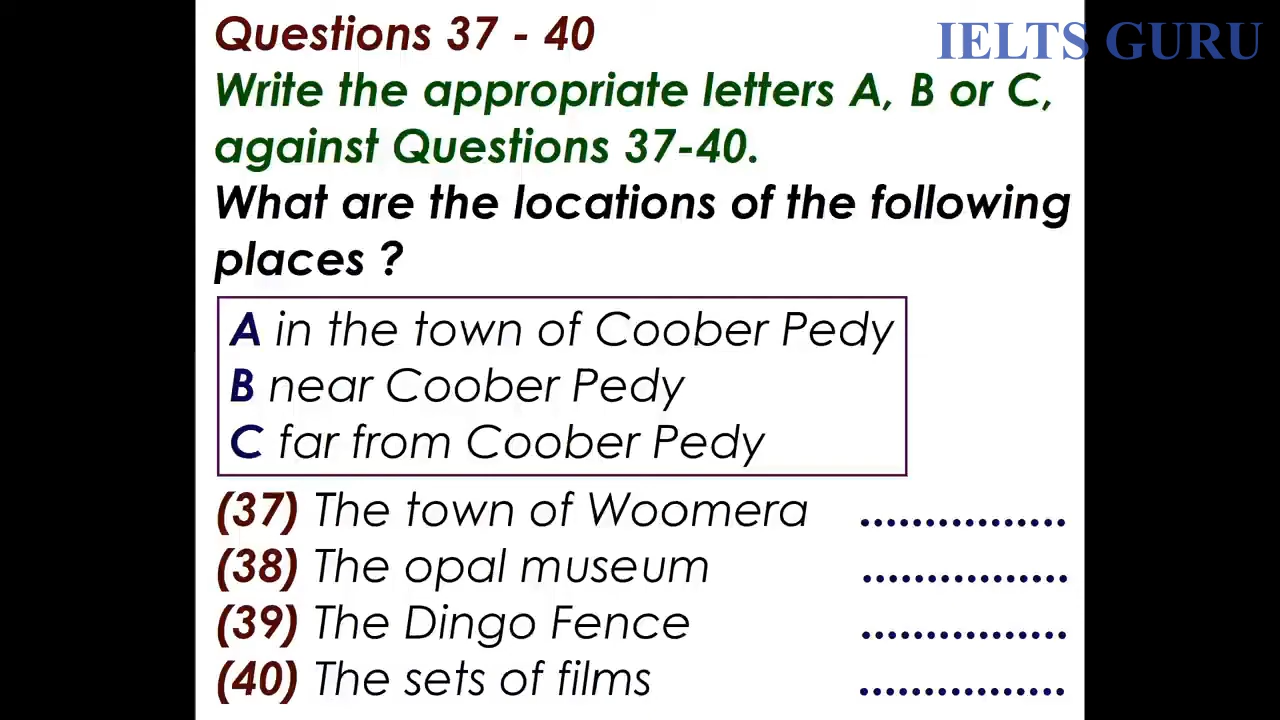 IELTS GURU
Questions 37 - 40
Write the appropriate letters A, B or C,
against Questions 37-40.
What are the locations of the following
places ?
A in the town of Coober Pedy
B near Coober Pedy
C far from Coober Pedy
(37) The town of Woomera ................
(38) The opal museum ................
(39) The Dingo Fence ................
(40) The sets of films ................